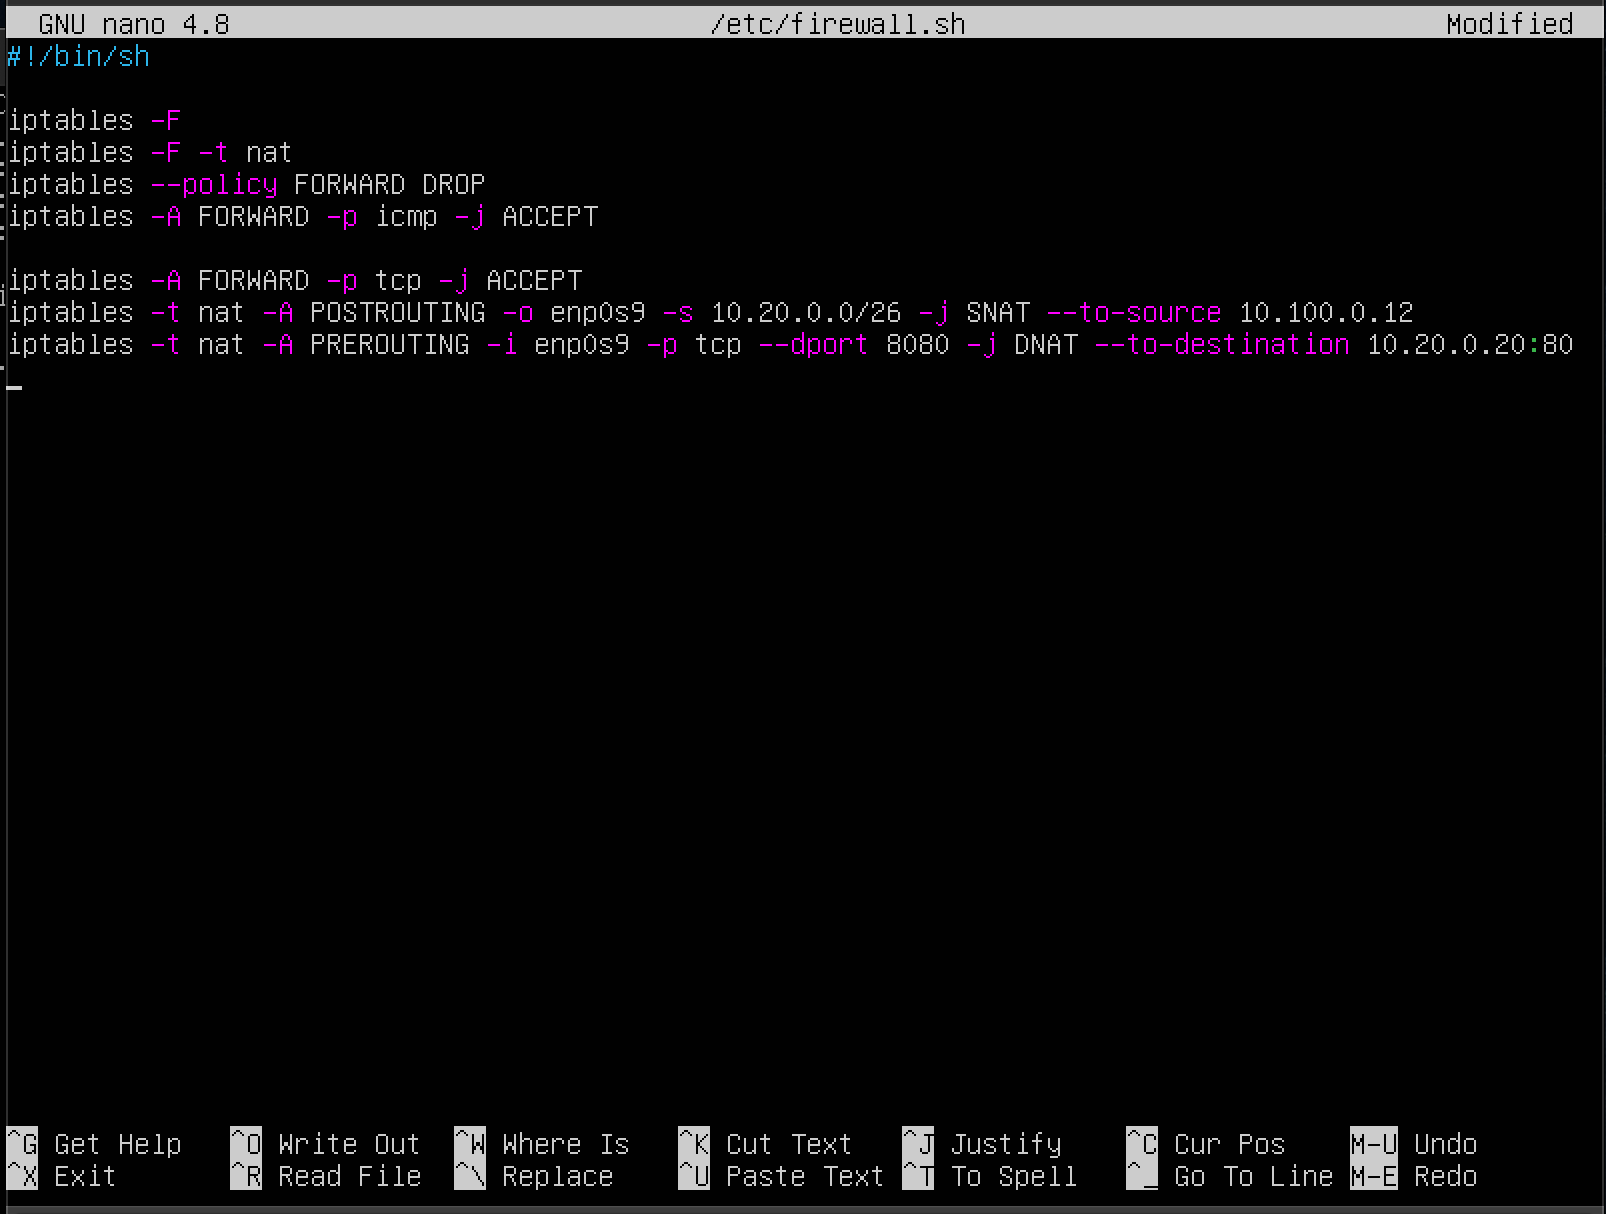 GNU nano 4.8 /etc/firewall.sh Modified
#!/bin/sh
iptables -F
iptables -F -t nat
iptables --policy FORWARD DROP
iptables -A FORWARD -p icmp -j ACCEPT
iptables -A FORWARD -p tcp -j ACCEPT
iptables -t nat -A POSTROUTING -o enp0s9 -s 10.20.0.0/26 -j SNAT --to-source 10.100.0.12
iptables -t nat -A PREROUTING -i enp0s9 -p tcp --dport 8080 -j DNAT --to-destination 10.20.0.20:80
^G Get Help ^O Write Out ^W Where Is ^K Cut Text ^J Justify ^C Cur Pos M-U Undo
^X Exit ^R Read File ^\ Replace ^U Paste Text ^T To Spell ^_ Go To Line M-E Redo